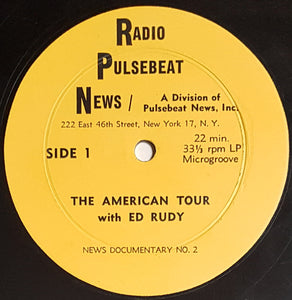 RADIO
PULSEBEAT
NEWS / A Division of
Pulsebeat News, Inc.
222 East 46th Street, New York 17, N. Y.
22 min.
SIDE 1 33⅓ rpm LP
Microgroove
THE AMERICAN TOUR
with ED RUDY
NEWS DOCUMENTARY NO. 2